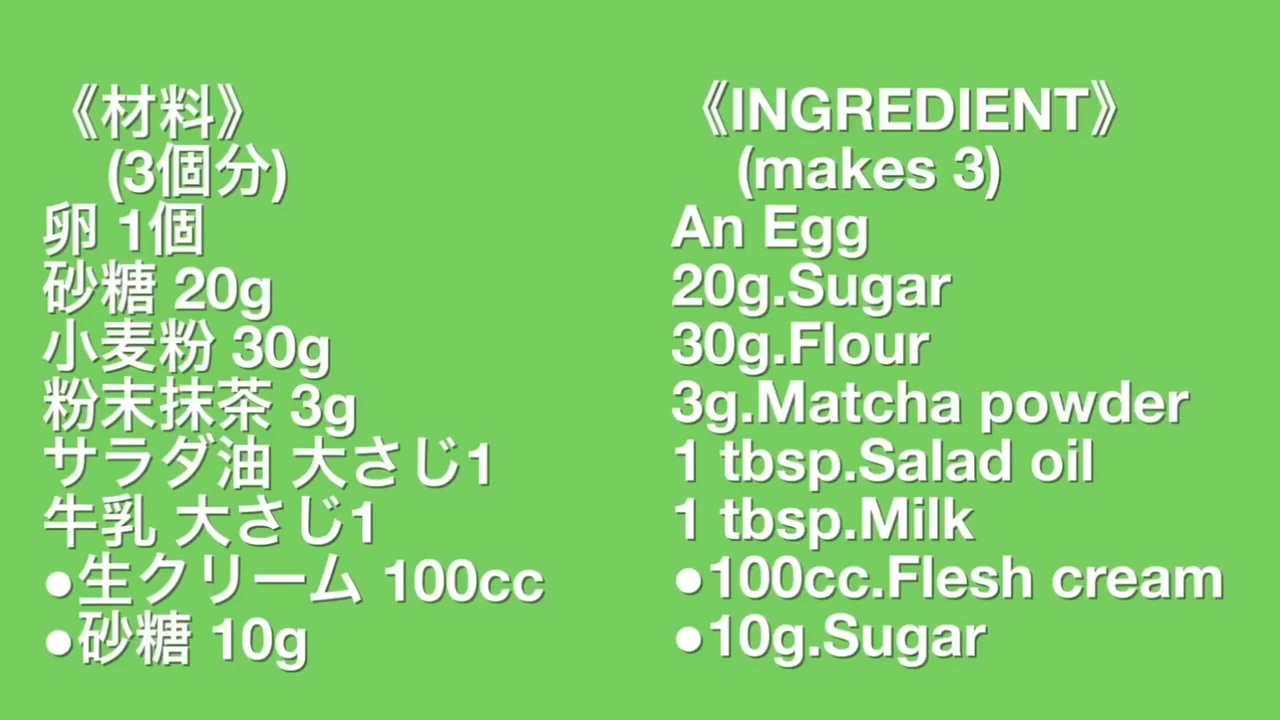 《材料》
(3個分)
卵 1個
砂糖 20g
小麦粉 30g
粉末抹茶 3g
サラダ油 大さじ1
牛乳 大さじ1
●生クリーム 100cc
●砂糖 10g
《INGREDIENT》
(makes 3)
An Egg
20g.Sugar
30g.Flour
3g.Matcha powder
1 tbsp.Salad oil
1 tbsp.Milk
●100cc.Flesh cream
●10g.Sugar